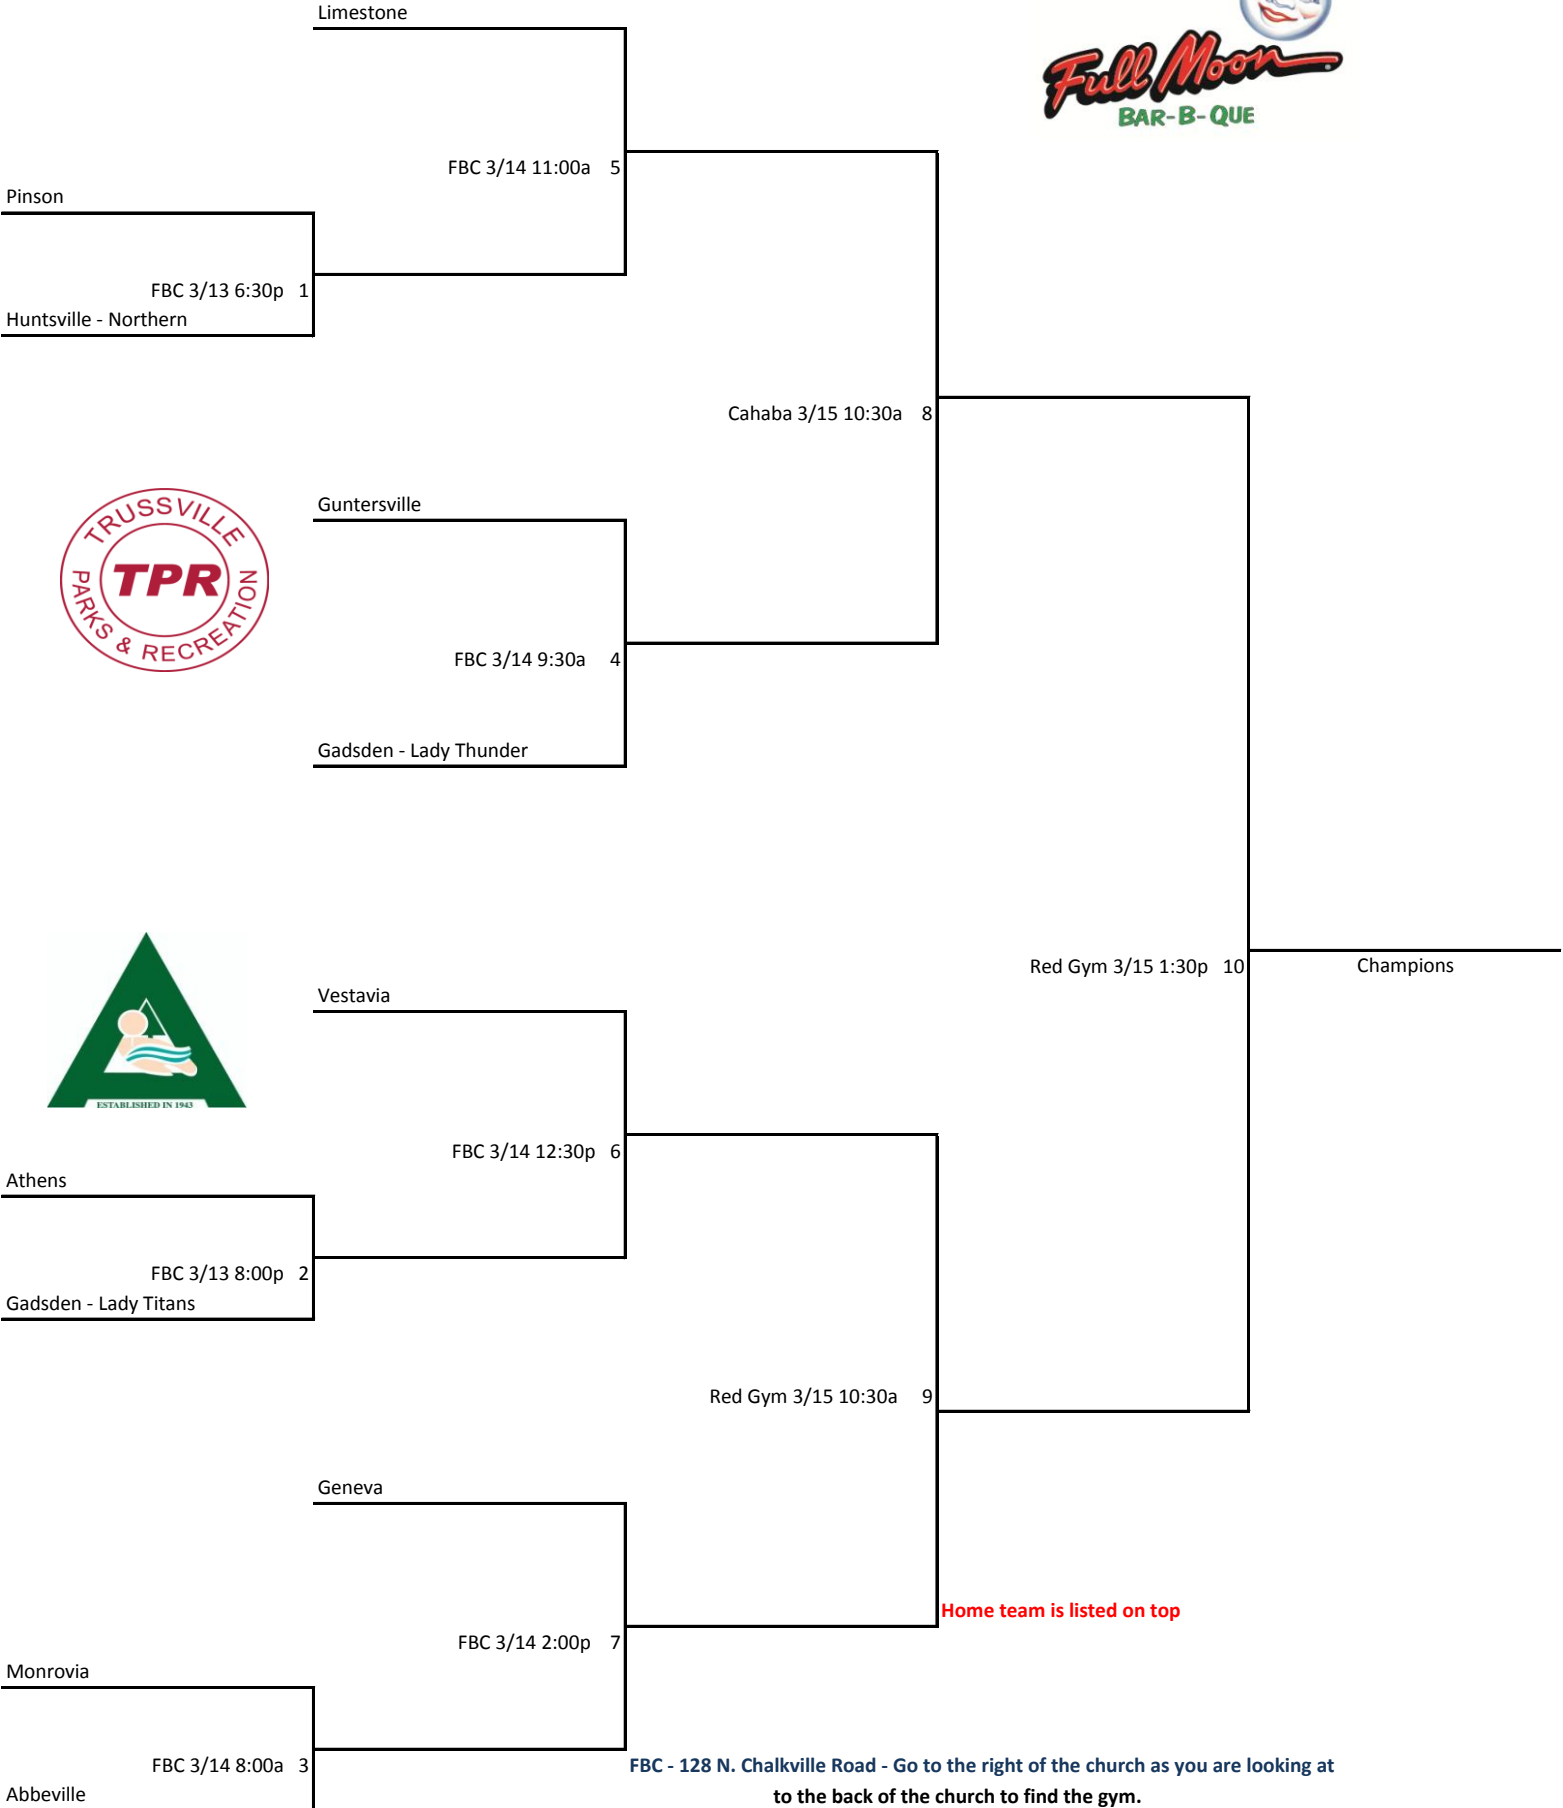 Limestone
Full Moon
BAR-B-QUE
FBC 3/14 11:00a 5
Pinson
FBC 3/13 6:30p 1
Huntsville - Northern
Cahaba 3/15 10:30a 8
Guntersville
TRUSSVILLE
TPR
PARKS & RECREATION
FBC 3/14 9:30a 4
Gadsden - Lady Thunder
Red Gym 3/15 1:30p 10
Champions
Vestavia
ESTABLISHED IN 1943
FBC 3/14 12:30p 6
Athens
FBC 3/13 8:00p 2
Gadsden - Lady Titans
Red Gym 3/15 10:30a 9
Geneva
Home team is listed on top
FBC 3/14 2:00p 7
Monrovia
FBC 3/14 8:00a 3
Abbeville
FBC - 128 N. Chalkville Road - Go to the right of the church as you are looking at
to the back of the church to find the gym.